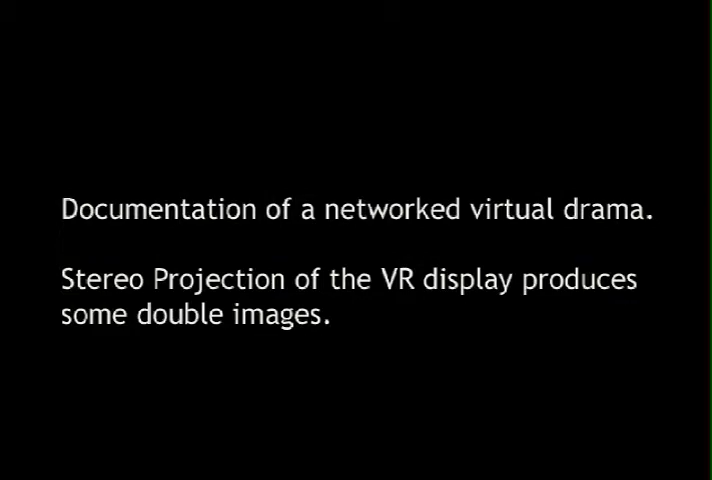 Documentation of a networked virtual drama.
Stereo Projection of the VR display produces
some double images.